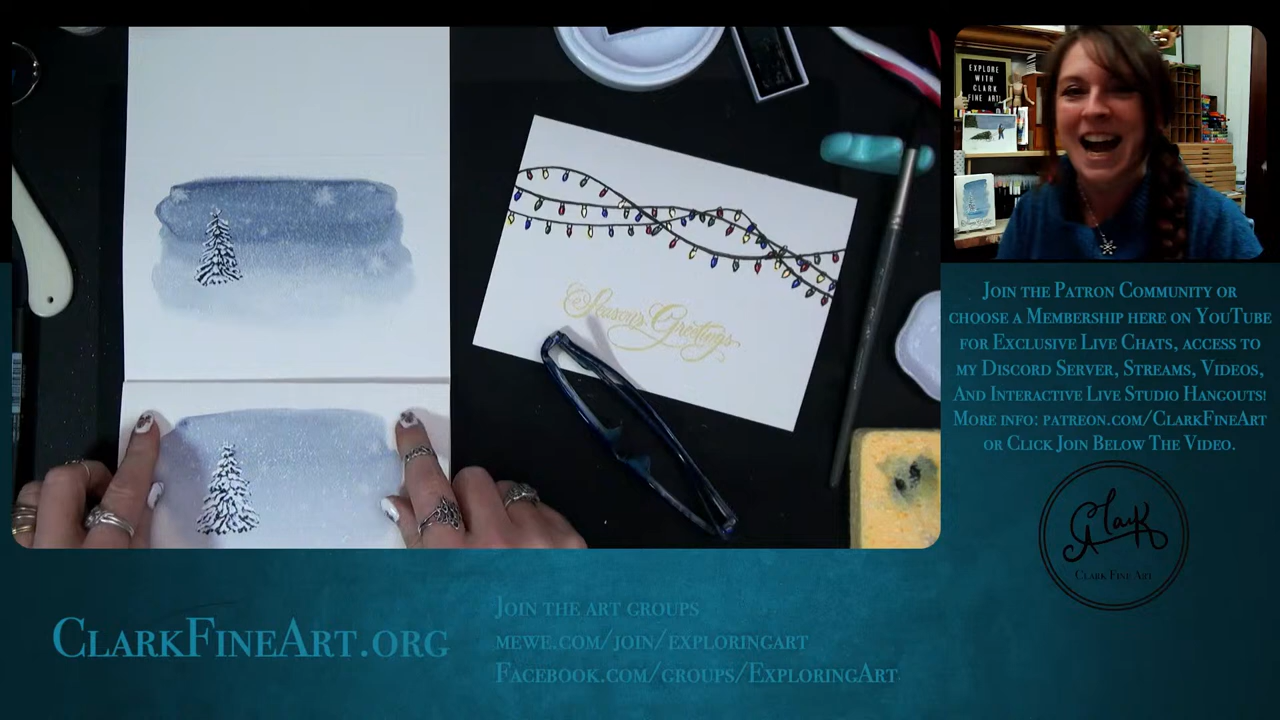 Season's Greetings
EXPLORE
WITH
CLARK
FINE ART!
JOIN THE PATRON COMMUNITY OR
CHOOSE A MEMBERSHIP HERE ON YOUTUBE
FOR EXCLUSIVE LIVE CHATS, ACCESS TO
MY DISCORD SERVER, STREAMS, VIDEOS,
AND INTERACTIVE LIVE STUDIO HANGOUTS!
MORE INFO: PATREON.COM/CLARKFINEART
OR CLICK JOIN BELOW THE VIDEO.
Clark
CLARK FINE ART
CLARKFINEART.ORG
JOIN THE ART GROUPS
MEWE.COM/JOIN/EXPLORINGART
FACEBOOK.COM/GROUPS/EXPLORINGART